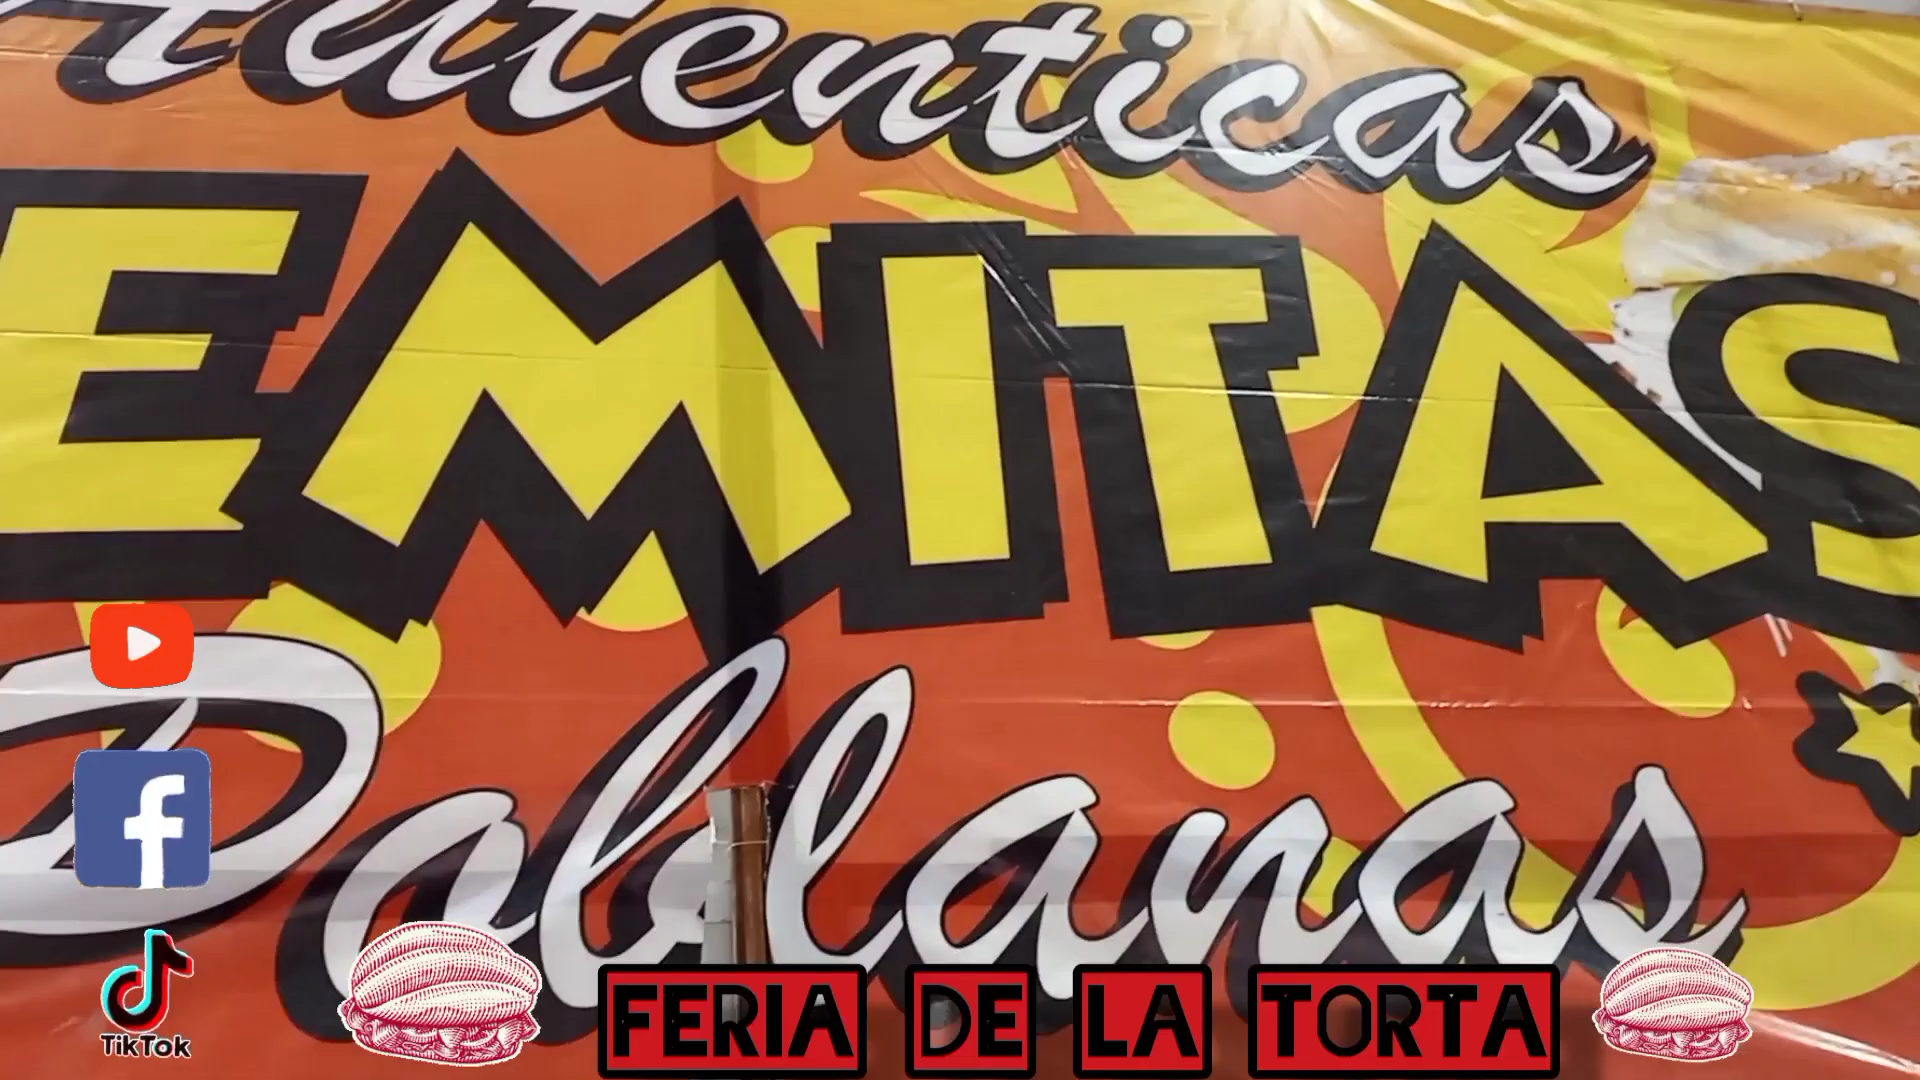 Autenticas
EMITAS
Poblanas
TikTok
FERIA DE LA TORTA